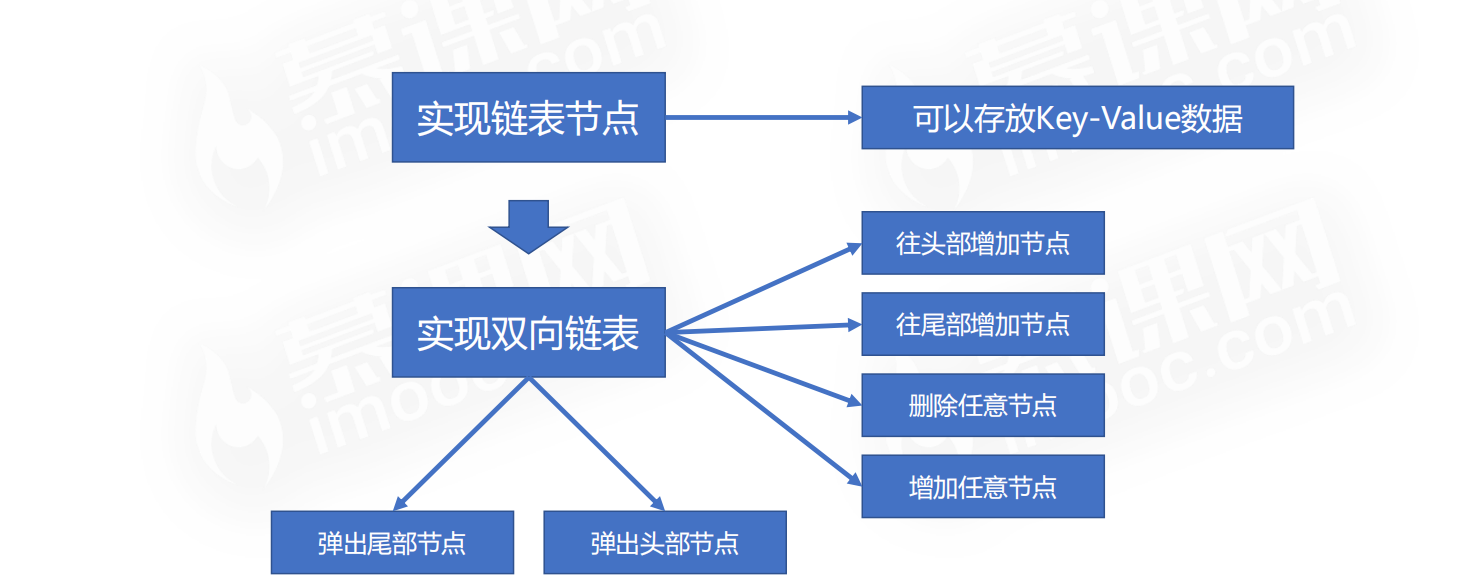 实现链表节点
可以存放Key-Value数据
往头部增加节点
实现双向链表
往尾部增加节点
删除任意节点
增加任意节点
弹出尾部节点
弹出头部节点
慕课网
imooc.com